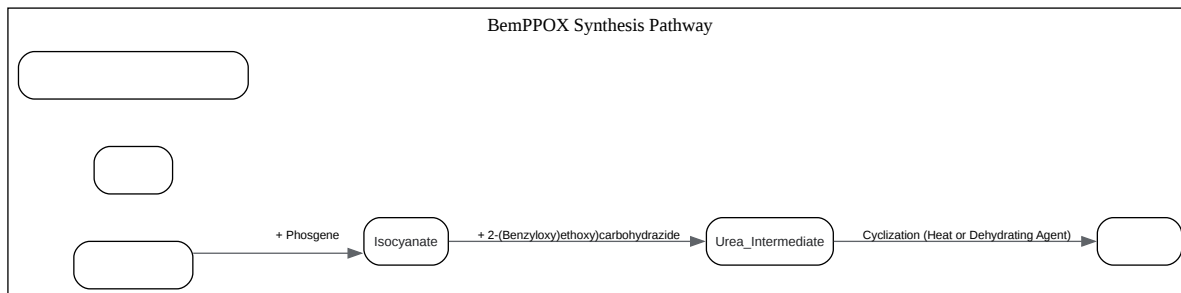 BemPPOX Synthesis Pathway
+ Phosgene
Isocyanate
+ 2-(Benzyloxy)ethoxy)carbohydrazide
Urea_Intermediate
Cyclization (Heat or Dehydrating Agent)